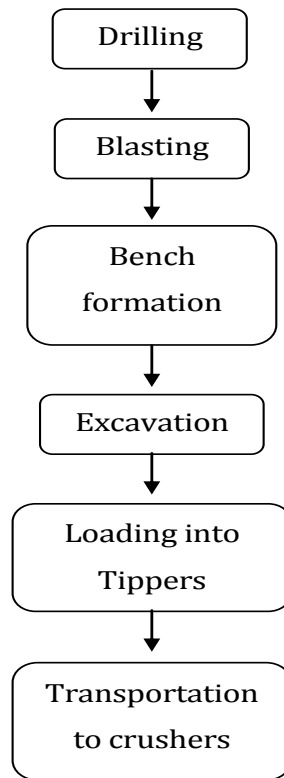 Drilling
Blasting
Bench
formation
Excavation
Loading into
Tippers
Transportation
to crushers